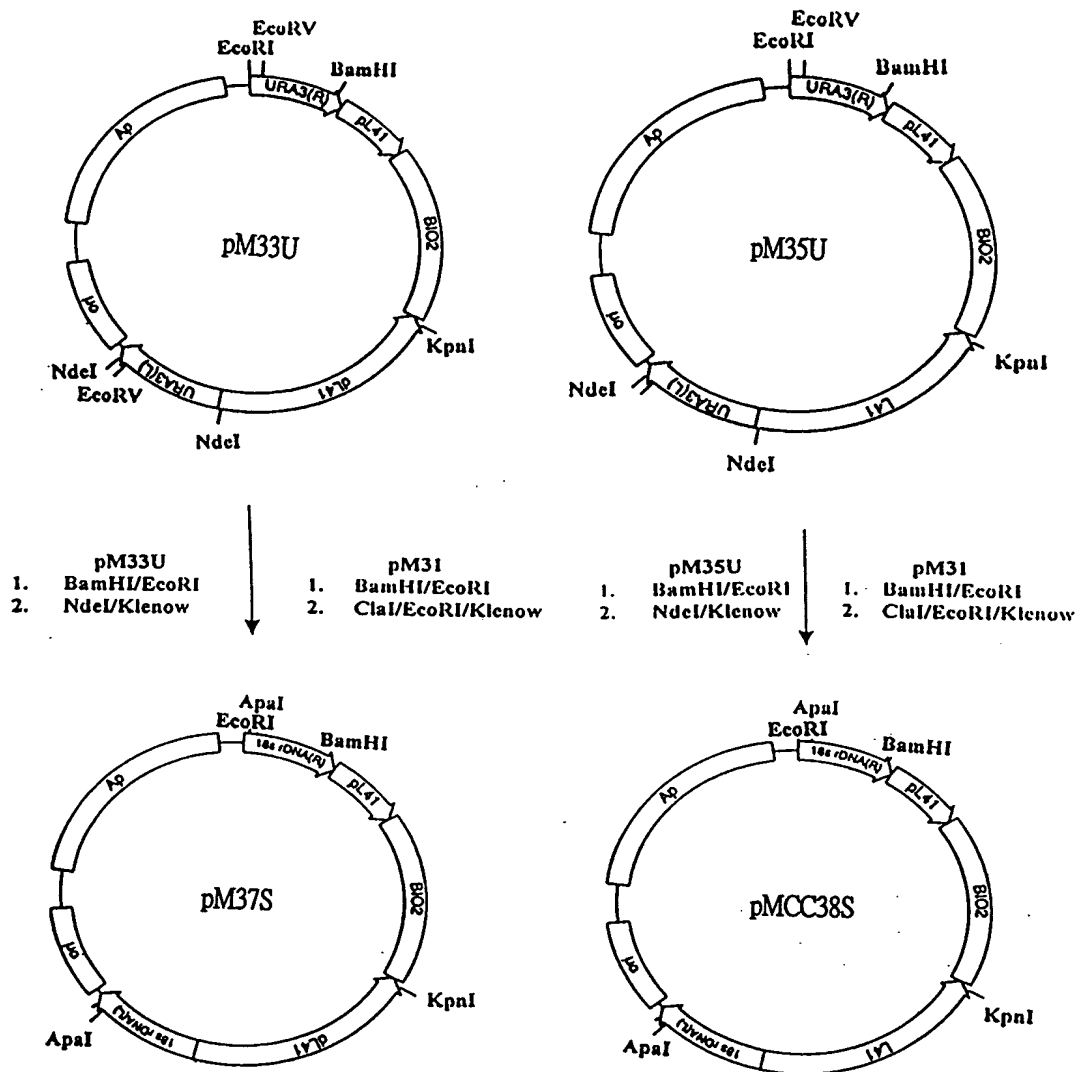 EcoRV
EcoRI
BamHI
URA3(R)
pL41
BIO2
KpnI
dL41
NdeI
URA3(L)
EcoRV
NdeI
ori
Ap
pM33U
EcoRV
EcoRI
BamHI
URA3(R)
pL41
BIO2
KpnI
L41
NdeI
URA3(L)
NdeI
ori
Ap
pM35U
pM33U
1. BamHI/EcoRI
2. NdeI/Klenow
pM31
1. BamHI/EcoRI
2. ClaI/EcoRI/Klenow
pM35U
1. BamHI/EcoRI
2. NdeI/Klenow
pM31
1. BamHI/EcoRI
2. ClaI/EcoRI/Klenow
ApaI
EcoRI
BamHI
18s rDNA(R)
pL41
BIO2
KpnI
dL41
18s rDNA(L)
ApaI
ori
Ap
pM37S
ApaI
EcoRI
BamHI
18s rDNA(R)
pL41
BIO2
KpnI
L41
18s rDNA(L)
ApaI
ori
Ap
pMCC38S